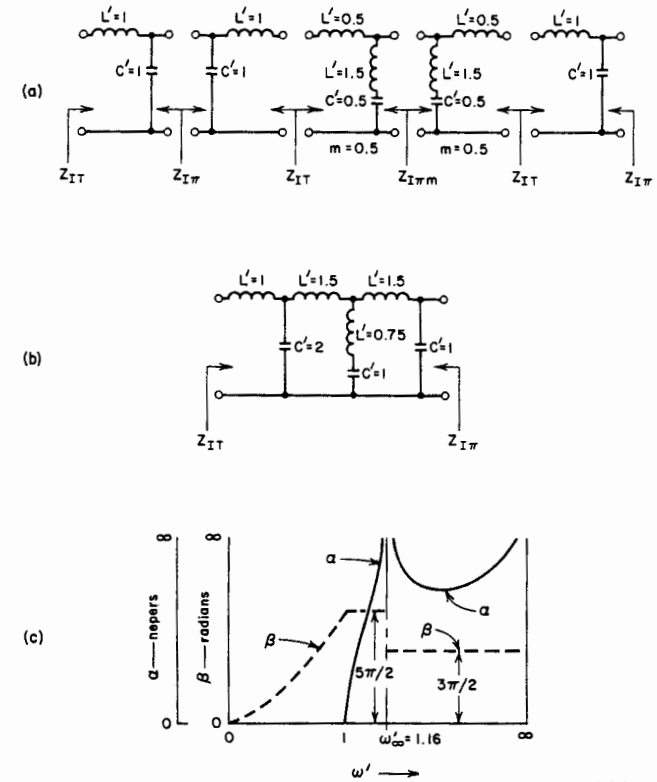 (a)
L'=1
L'=1
L'=0.5
L'=0.5
L'=1
C'=1
C'=1
L'=1.5
L'=1.5
C'=1
C'=0.5
C'=0.5
m=0.5
m=0.5
Z_IT
Z_Iπ
Z_IT
Z_Iπm
Z_IT
Z_Iπ
(b)
L'=1
L'=1.5
L'=1.5
C'=2
L'=0.75
C'=1
C'=1
Z_IT
Z_Iπ
(c)
∞
∞
α—nepers
β—radians
α
α
β
β
5π/2
3π/2
0
0
0
1
ω'_∞=1.16
∞
ω'